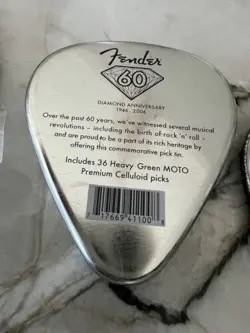 Fender
60
DIAMOND ANNIVERSARY
1946 - 2006
Over the past 60 years, we've witnessed several musical
revolutions – including the birth of rock 'n' roll –
and are proud to be a part of its rich heritage by
offering this commemorative pick tin.
Includes 36 Heavy Green MOTO
Premium Celluloid picks
17669 41100